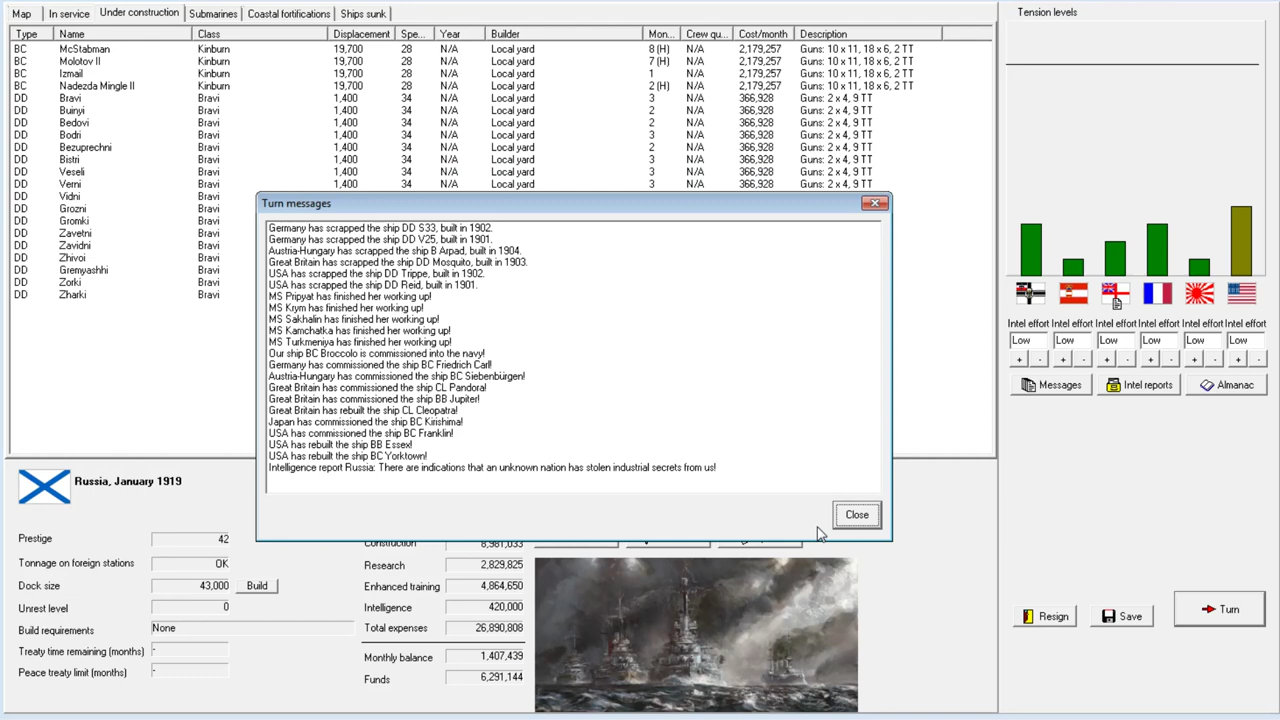 Map In service Under construction Submarines Coastal fortifications Ships sunk
Type Name Class Displacement Spe... Year Builder Mon... Crew qu... Cost/month Description
BC McStabman Kinburn 19,700 28 N/A Local yard 8 (H) N/A 2,179,257 Guns: 10 x 11, 18 x 6, 2 TT
BC Molotov II Kinburn 19,700 28 N/A Local yard 7 (H) N/A 2,179,257 Guns: 10 x 11, 18 x 6, 2 TT
BC Izmail Kinburn 19,700 28 N/A Local yard 1 N/A 2,179,257 Guns: 10 x 11, 18 x 6, 2 TT
BC Nadezda Mingle II Kinburn 19,700 28 N/A Local yard 2 (H) N/A 2,179,257 Guns: 10 x 11, 18 x 6, 2 TT
DD Bravi Bravi 1,400 34 N/A Local yard 3 N/A 366,928 Guns: 2 x 4, 9 TT
DD Buinyi Bravi 1,400 34 N/A Local yard 2 N/A 366,928 Guns: 2 x 4, 9 TT
DD Bedovi Bravi 1,400 34 N/A Local yard 2 N/A 366,928 Guns: 2 x 4, 9 TT
DD Bodri Bravi 1,400 34 N/A Local yard 3 N/A 366,928 Guns: 2 x 4, 9 TT
DD Bezuprechni Bravi 1,400 34 N/A Local yard 2 N/A 366,928 Guns: 2 x 4, 9 TT
DD Bistri Bravi 1,400 34 N/A Local yard 3 N/A 366,928 Guns: 2 x 4, 9 TT
DD Veseli Bravi 1,400 34 N/A Local yard 3 N/A 366,928 Guns: 2 x 4, 9 TT
DD Verni Bravi 1,400 34 N/A Local yard 3 N/A 366,928 Guns: 2 x 4, 9 TT
DD Vidni Bravi
DD Grozni Bravi
DD Gromki Bravi
DD Zavetni Bravi
DD Zavidni Bravi
DD Zhivoi Bravi
DD Gremyashhi Bravi
DD Zorki Bravi
DD Zharki Bravi
Turn messages
Germany has scrapped the ship DD S33, built in 1902.
Germany has scrapped the ship DD V25, built in 1901.
Austria-Hungary has scrapped the ship B Arpad, built in 1904.
Great Britain has scrapped the ship DD Mosquito, built in 1903.
USA has scrapped the ship DD Trippe, built in 1902.
USA has scrapped the ship DD Reid, built in 1901.
MS Pripyat has finished her working up!
MS Krym has finished her working up!
MS Sakhalin has finished her working up!
MS Kamchatka has finished her working up!
MS Turkmeniya has finished her working up!
Our ship BC Broccolo is commissioned into the navy!
Germany has commissioned the ship BC Friedrich Carl!
Austria-Hungary has commissioned the ship BC Siebenbürgen!
Great Britain has commissioned the ship CL Pandora!
Great Britain has commissioned the ship BB Jupiter!
Great Britain has rebuilt the ship CL Cleopatra!
Japan has commissioned the ship BC Kirishima!
USA has commissioned the ship BC Franklin!
USA has rebuilt the ship BB Essex!
USA has rebuilt the ship BC Yorktown!
Intelligence report Russia: There are indications that an unknown nation has stolen industrial secrets from us!
Close
Tension levels
Intel effort Intel effort Intel effort Intel effort Intel effort Intel effort
Low Low Low Low Low Low
+ - + - + - + - + - + -
Messages Intel reports Almanac
Russia, January 1919
Prestige 42
Tonnage on foreign stations OK
Dock size 43,000 Build
Unrest level 0
Build requirements None
Treaty time remaining (months) -
Peace treaty limit (months) -
Construction 8,981,033
Research 2,829,825
Enhanced training 4,864,650
Intelligence 420,000
Total expenses 26,890,808
Monthly balance 1,407,439
Funds 6,291,144
Resign Save Turn